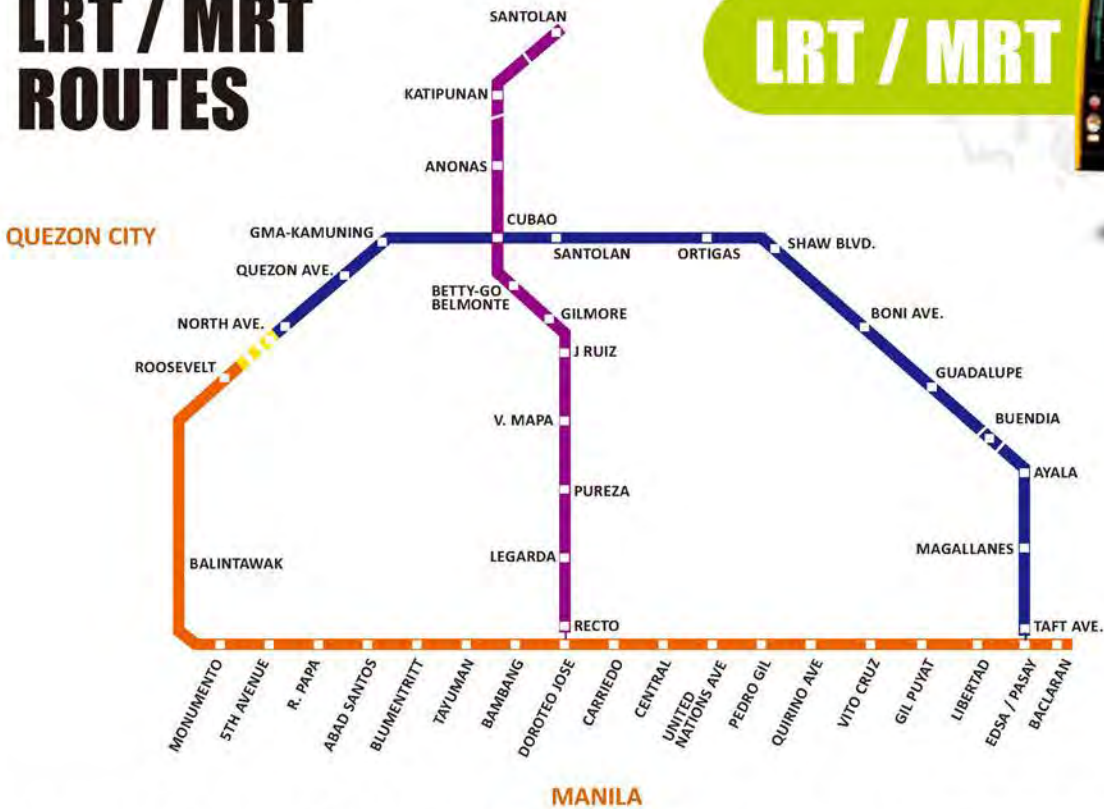 LRT / MRT
ROUTES
LRT / MRT
SANTOLAN
KATIPUNAN
ANONAS
CUBAO
QUEZON CITY
GMA-KAMUNING
SANTOLAN
ORTIGAS
SHAW BLVD.
QUEZON AVE.
BETTY-GO
BELMONTE
GILMORE
BONI AVE.
NORTH AVE.
J RUIZ
ROOSEVELT
GUADALUPE
V. MAPA
BUENDIA
AYALA
PUREZA
MAGALLANES
LEGARDA
BALINTAWAK
RECTO
TAFT AVE.
MONUMENTO
5TH AVENUE
R. PAPA
ABAD SANTOS
BLUMENTRITT
TAYUMAN
BAMBANG
DOROTEO JOSE
CARRIEDO
CENTRAL
UNITED
NATIONS AVE
PEDRO GIL
QUIRINO AVE
VITO CRUZ
GIL PUYAT
LIBERTAD
EDSA / PASAY
BACLARAN
MANILA